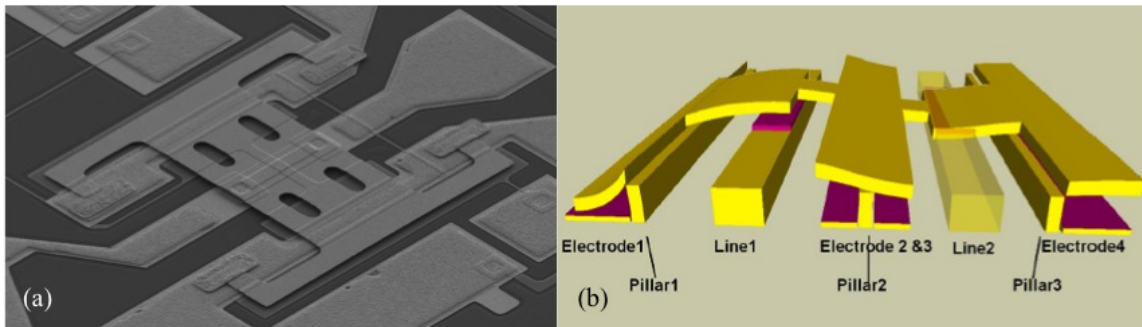 (a)
(b)
Electrode1
Line1
Electrode 2 &3
Line2
Electrode4
Pillar1
Pillar2
Pillar3